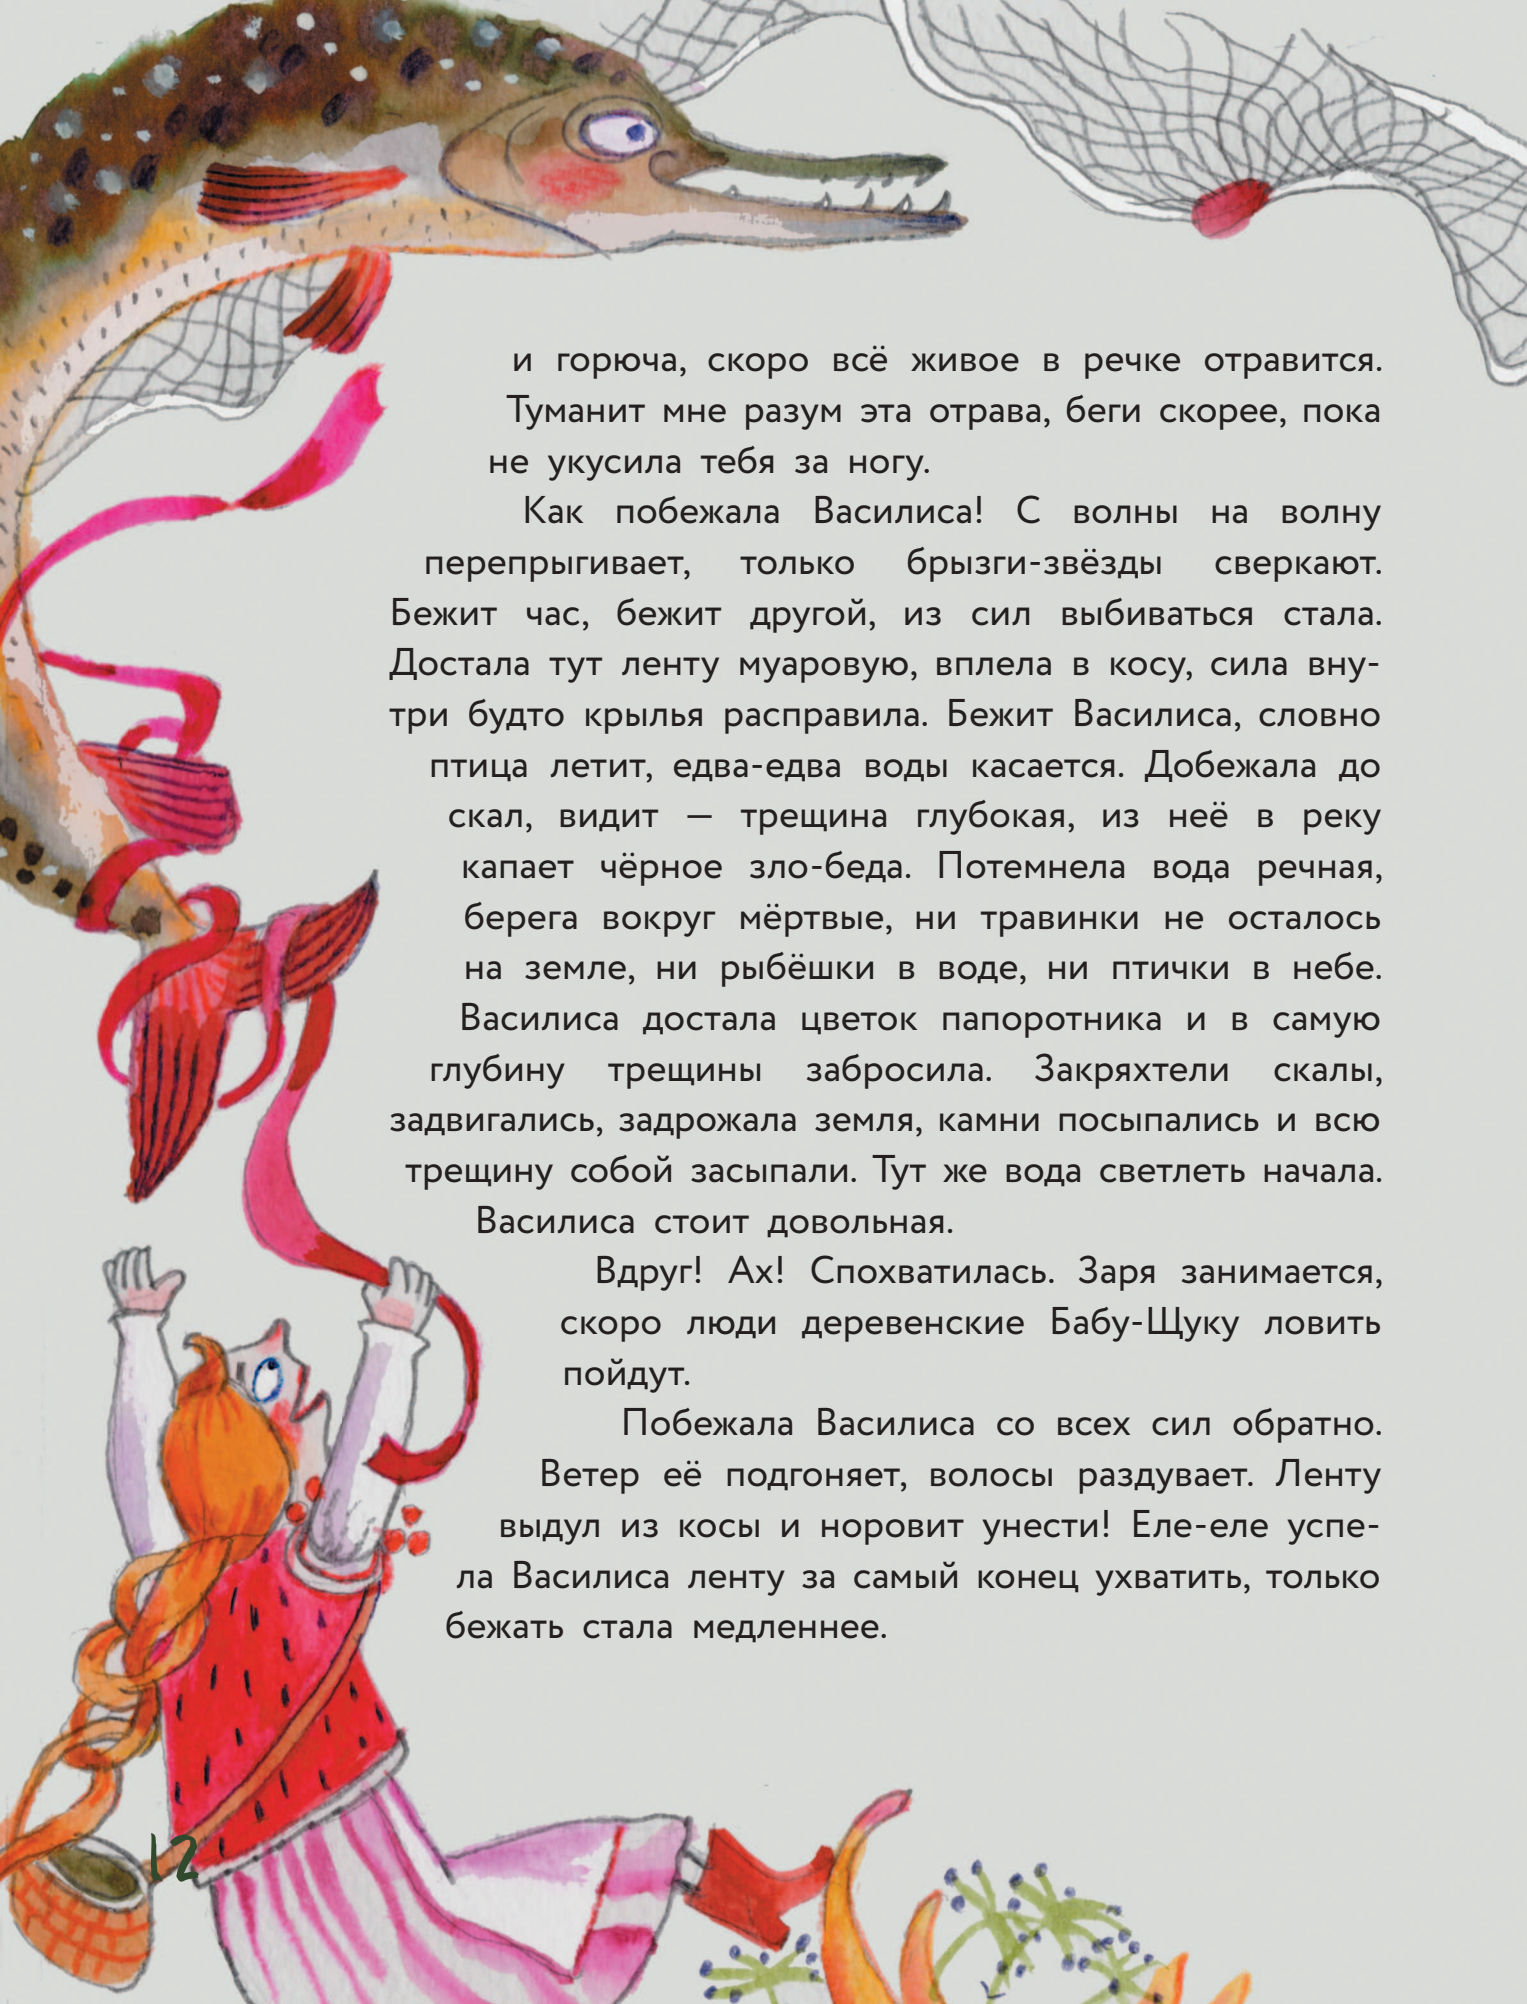 и горюча, скоро всё живое в речке отравится.
Туманит мне разум эта отрава, беги скорее, пока
не укусила тебя за ногу.
Как побежала Василиса! С волны на волну
перепрыгивает, только брызги-звёзды сверкают.
Бежит час, бежит другой, из сил выбиваться стала.
Достала тут ленту муаровую, вплела в косу, сила вну-
три будто крылья расправила. Бежит Василиса, словно
птица летит, едва-едва воды касается. Добежала до
скал, видит — трещина глубокая, из неё в реку
капает чёрное зло-беда. Потемнела вода речная,
берега вокруг мёртвые, ни травинки не осталось
на земле, ни рыбёшки в воде, ни птички в небе.
Василиса достала цветок папоротника и в самую
глубину трещины забросила. Закряхтели скалы,
задвигались, задрожала земля, камни посыпались и всю
трещину собой засыпали. Тут же вода светлеть начала.
Василиса стоит довольная.
Вдруг! Ах! Спохватилась. Заря занимается,
скоро люди деревенские Бабу-Щуку ловить
пойдут.
Побежала Василиса со всех сил обратно.
Ветер её подгоняет, волосы раздувает. Ленту
выдул из косы и норовит унести! Еле-еле успе-
ла Василиса ленту за самый конец ухватить, только
бежать стала медленнее.
12